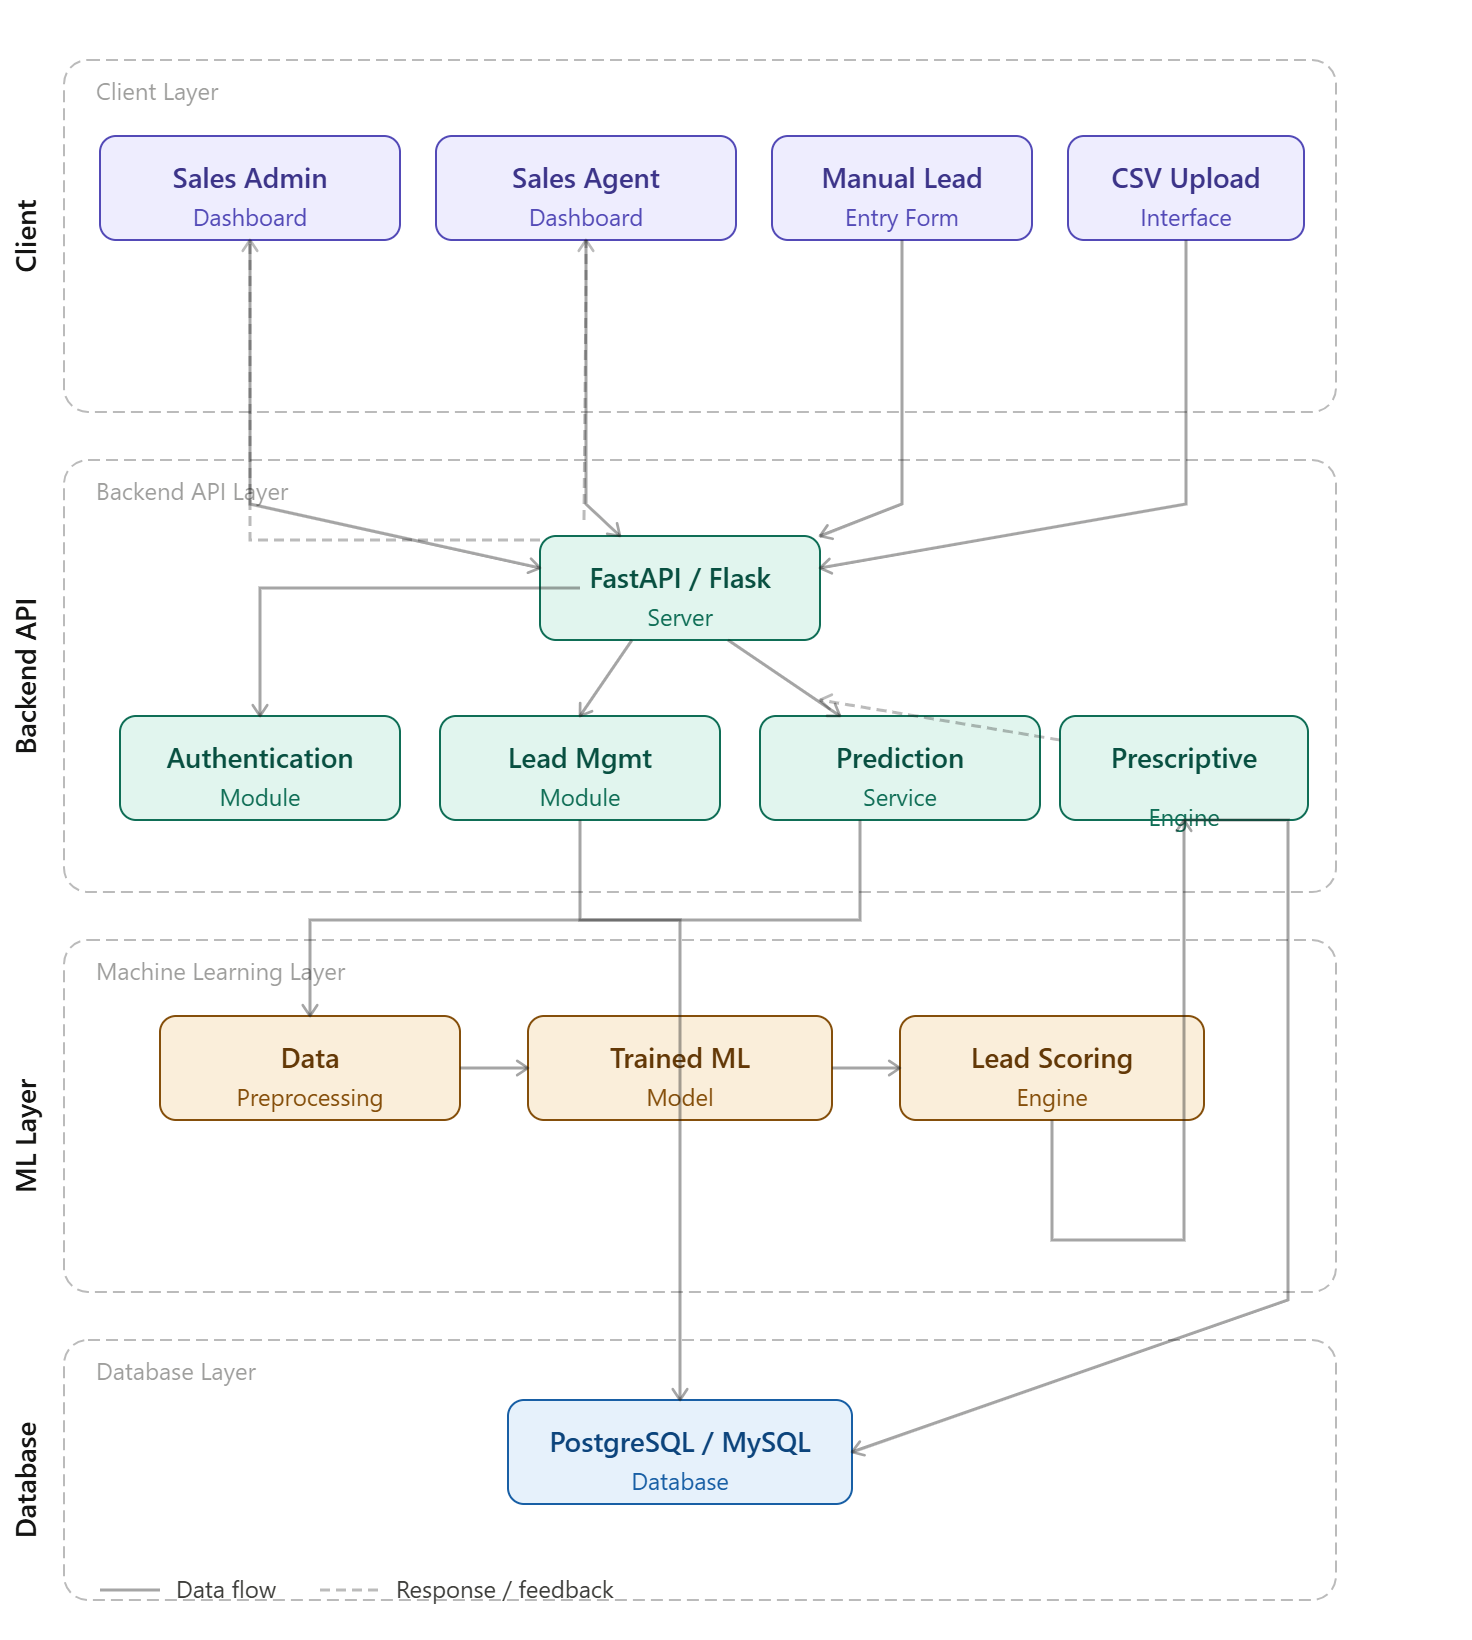 Client Layer
Client
Sales Admin
Dashboard
Sales Agent
Dashboard
Manual Lead
Entry Form
CSV Upload
Interface
Backend API Layer
Backend API
FastAPI / Flask
Server
Authentication
Module
Lead Mgmt
Module
Prediction
Service
Prescriptive
Engine
Machine Learning Layer
ML Layer
Data
Preprocessing
Trained ML
Model
Lead Scoring
Engine
Database Layer
Database
PostgreSQL / MySQL
Database
Data flow
Response / feedback